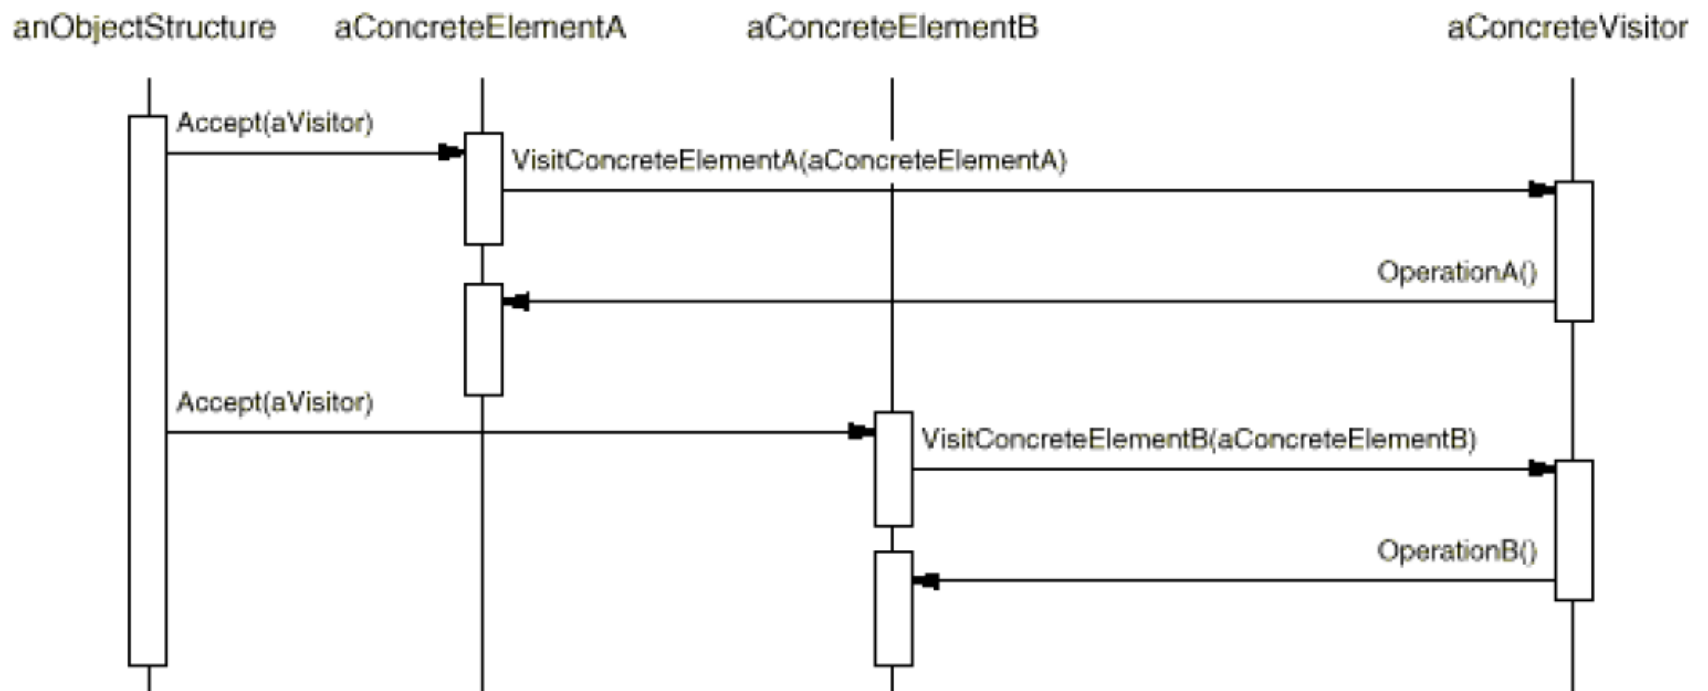 anObjectStructure aConcreteElementA aConcreteElementB aConcreteVisitor
Accept(aVisitor)
VisitConcreteElementA(aConcreteElementA)
OperationA()
Accept(aVisitor)
VisitConcreteElementB(aConcreteElementB)
OperationB()